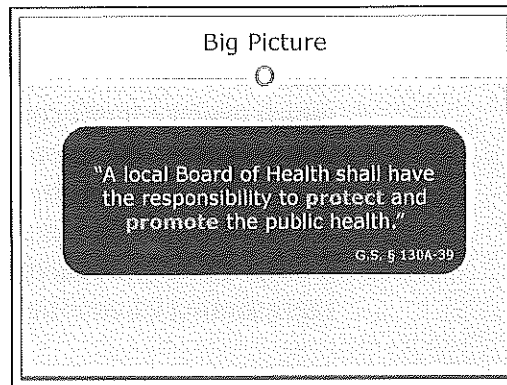 Big Picture
"A local Board of Health shall have
the responsibility to protect and
promote the public health."
G.S. § 130A-39